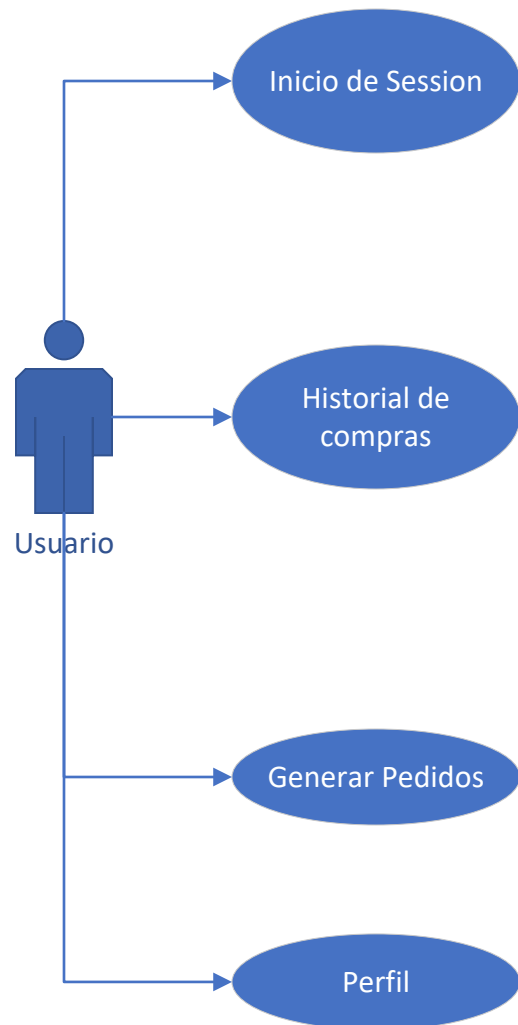 Inicio de Session
Historial de
compras
Usuario
Generar Pedidos
Perfil